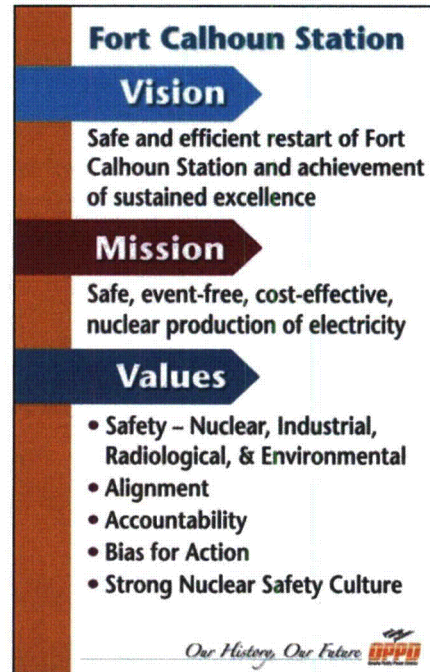 Fort Calhoun Station
Vision
Safe and efficient restart of Fort
Calhoun Station and achievement
of sustained excellence
Mission
Safe, event-free, cost-effective,
nuclear production of electricity
Values
• Safety – Nuclear, Industrial,
Radiological, & Environmental
• Alignment
• Accountability
• Bias for Action
• Strong Nuclear Safety Culture
Our History, Our Future OPPD